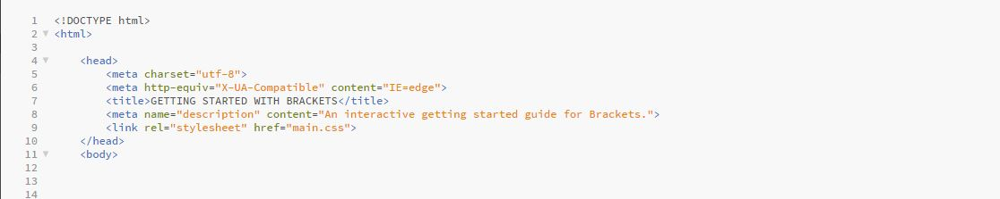 1 <!DOCTYPE html>
2 <html>
3
4 <head>
5 <meta charset="utf-8">
6 <meta http-equiv="X-UA-Compatible" content="IE=edge">
7 <title>GETTING STARTED WITH BRACKETS</title>
8 <meta name="description" content="An interactive getting started guide for Brackets.">
9 <link rel="stylesheet" href="main.css">
10 </head>
11 <body>
12
13
14